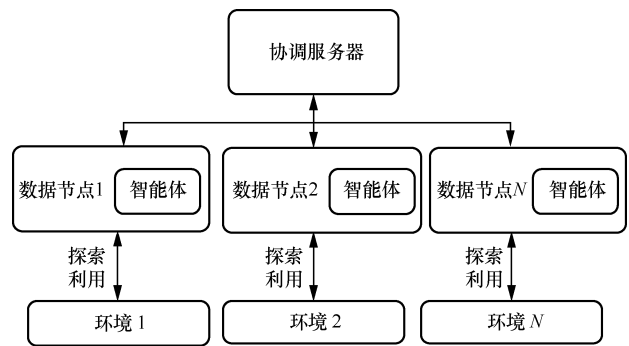 协调服务器
数据节点1
智能体
数据节点2
智能体
数据节点N
智能体
探索
利用
探索
利用
探索
利用
环境 1
环境 2
环境 N